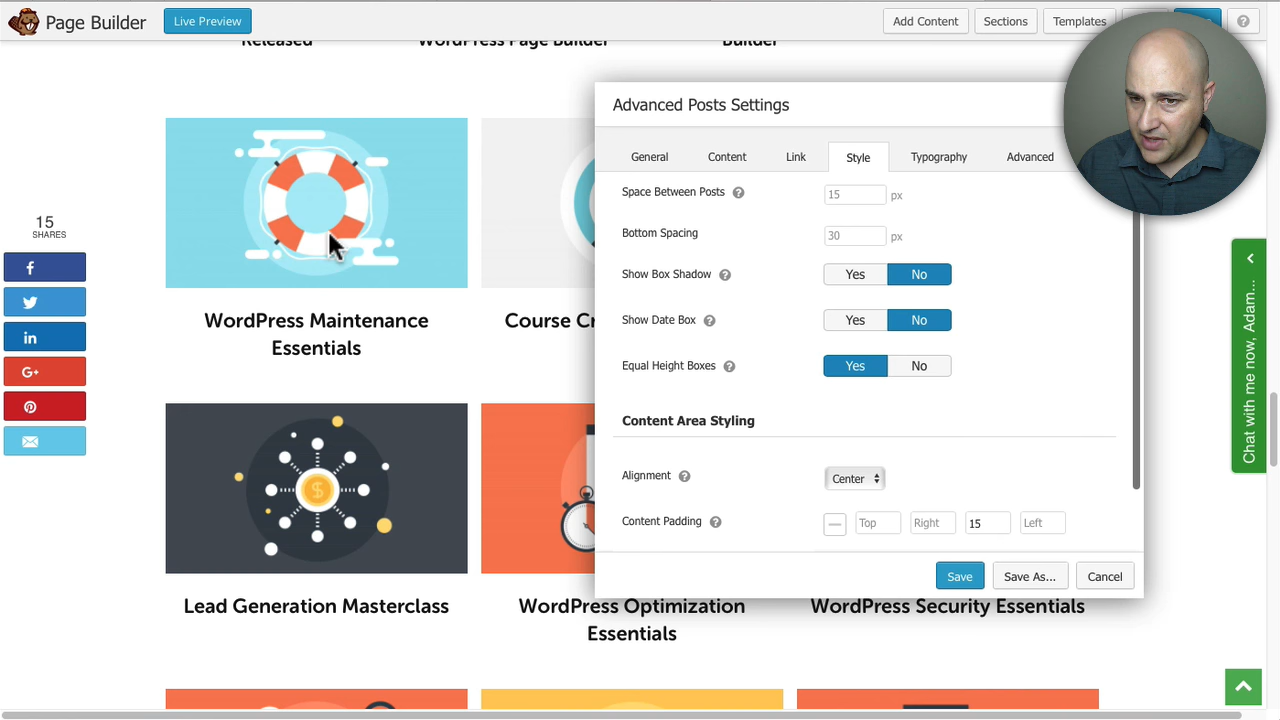 Page Builder
Live Preview
Add Content
Sections
Templates
?
Released
WordPress Page Builder
Builder
Advanced Posts Settings
General
Content
Link
Style
Typography
Advanced
Space Between Posts ?
15 px
Bottom Spacing
30 px
Show Box Shadow ?
Yes No
Show Date Box ?
Yes No
Equal Height Boxes ?
Yes No
Content Area Styling
Alignment ?
Center
Content Padding ?
Top Right 15 Left
Save
Save As...
Cancel
15
SHARES
f
in
G+
WordPress Maintenance
Essentials
Course Cr
$
Lead Generation Masterclass
WordPress Optimization
Essentials
WordPress Security Essentials
Chat with me now, Adam...